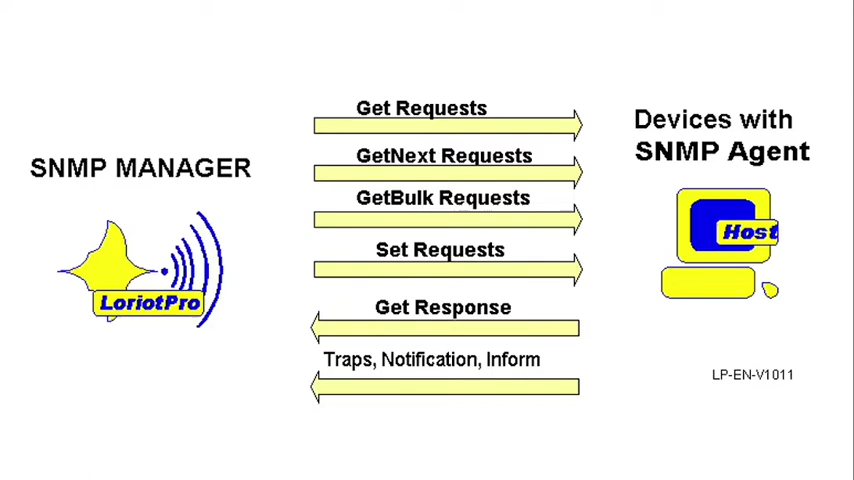 Get Requests
GetNext Requests
GetBulk Requests
Set Requests
Get Response
Traps, Notification, Inform
SNMP MANAGER
LoriotPro
Devices with
SNMP Agent
Host
LP-EN-V1011